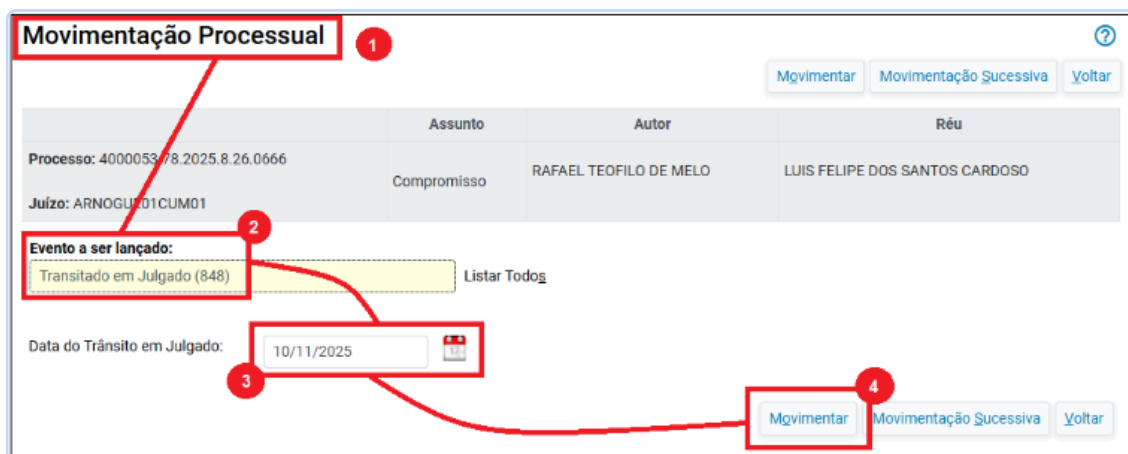 Movimentação Processual
1
?
Movimentar Movimentação Sucessiva Voltar
Assunto Autor Réu
Processo: 4000053-78.2025.8.26.0666
Compromisso RAFAEL TEOFILO DE MELO LUIS FELIPE DOS SANTOS CARDOSO
Juízo: ARNOGUE01CUM01
2
Evento a ser lançado:
Transitado em Julgado (848) Listar Todos
Data do Trânsito em Julgado: 10/11/2025
3
4
Movimentar Movimentação Sucessiva Voltar